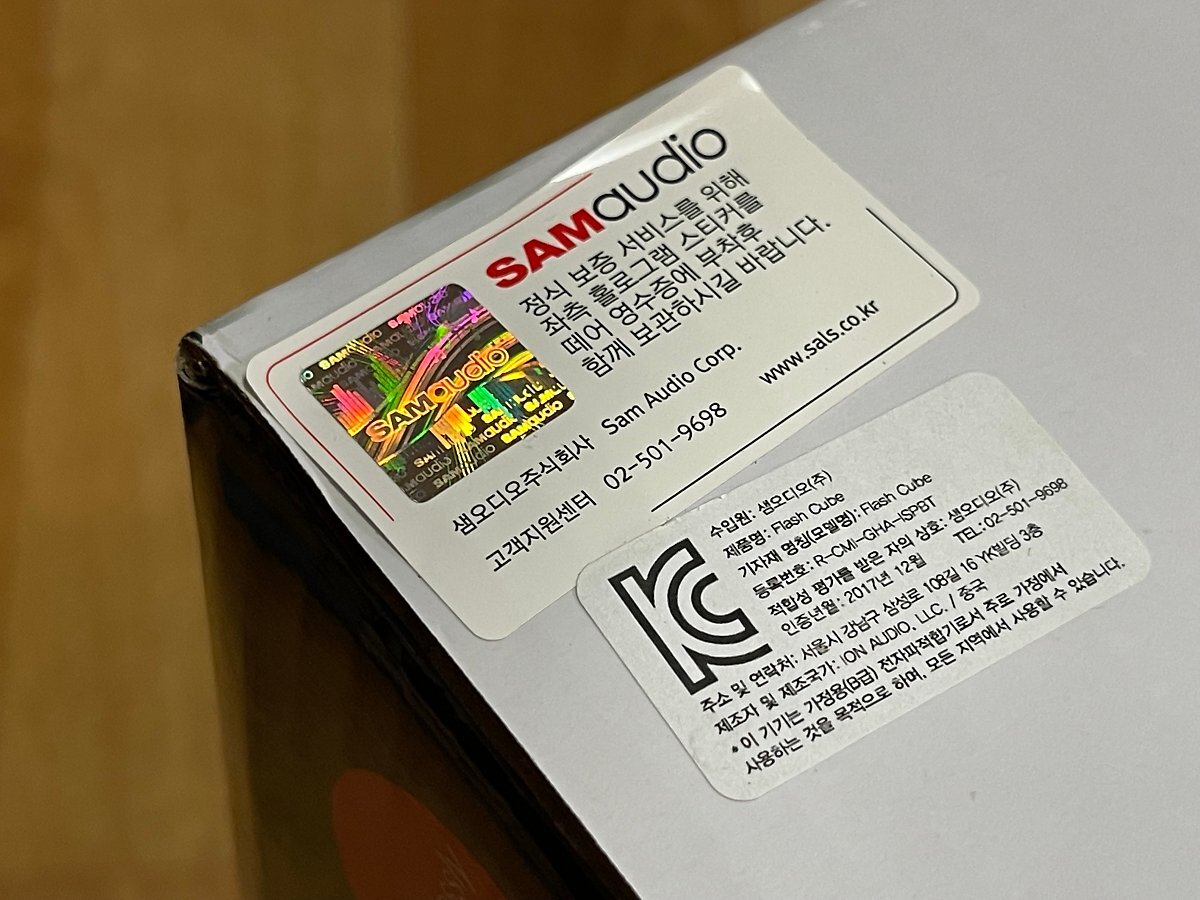 SAMaudio
정식 보증 서비스를 위해
좌측 홀로그램 스티커를
떼어 영수증에 부착후
함께 보관하시길 바랍니다.
SAMaudio
샘오디오주식회사 Sam Audio Corp.
고객지원센터 02-501-9698
www.sals.co.kr
수입원: 샘오디오(주)
제품명: Flash Cube
기자재 명칭(모델명): Flash Cube
등록번호: R-CMI-GHA-ISPBT
적합성 평가를 받은 자의 상호: 샘오디오(주)
인증년월: 2017년 12월 TEL:02-501-9698
주소 및 연락처: 서울시 강남구 삼성로 108길 16 YK빌딩 3층
제조자 및 제조국가: ION AUDIO, LLC. / 중국
*이 기기는 가정용(B급) 전자파적합기기로서 주로 가정에서
사용하는 것을 목적으로 하며, 모든 지역에서 사용할 수 있습니다.